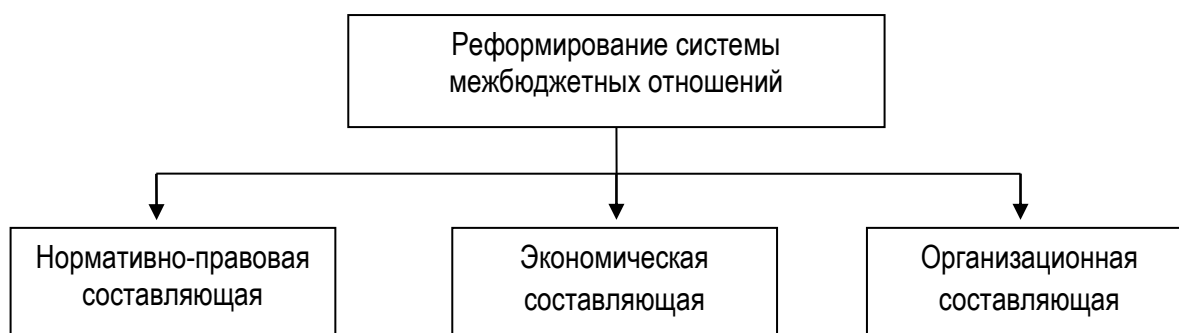 Реформирование системы
межбюджетных отношений
Нормативно-правовая
составляющая
Экономическая
составляющая
Организационная
составляющая